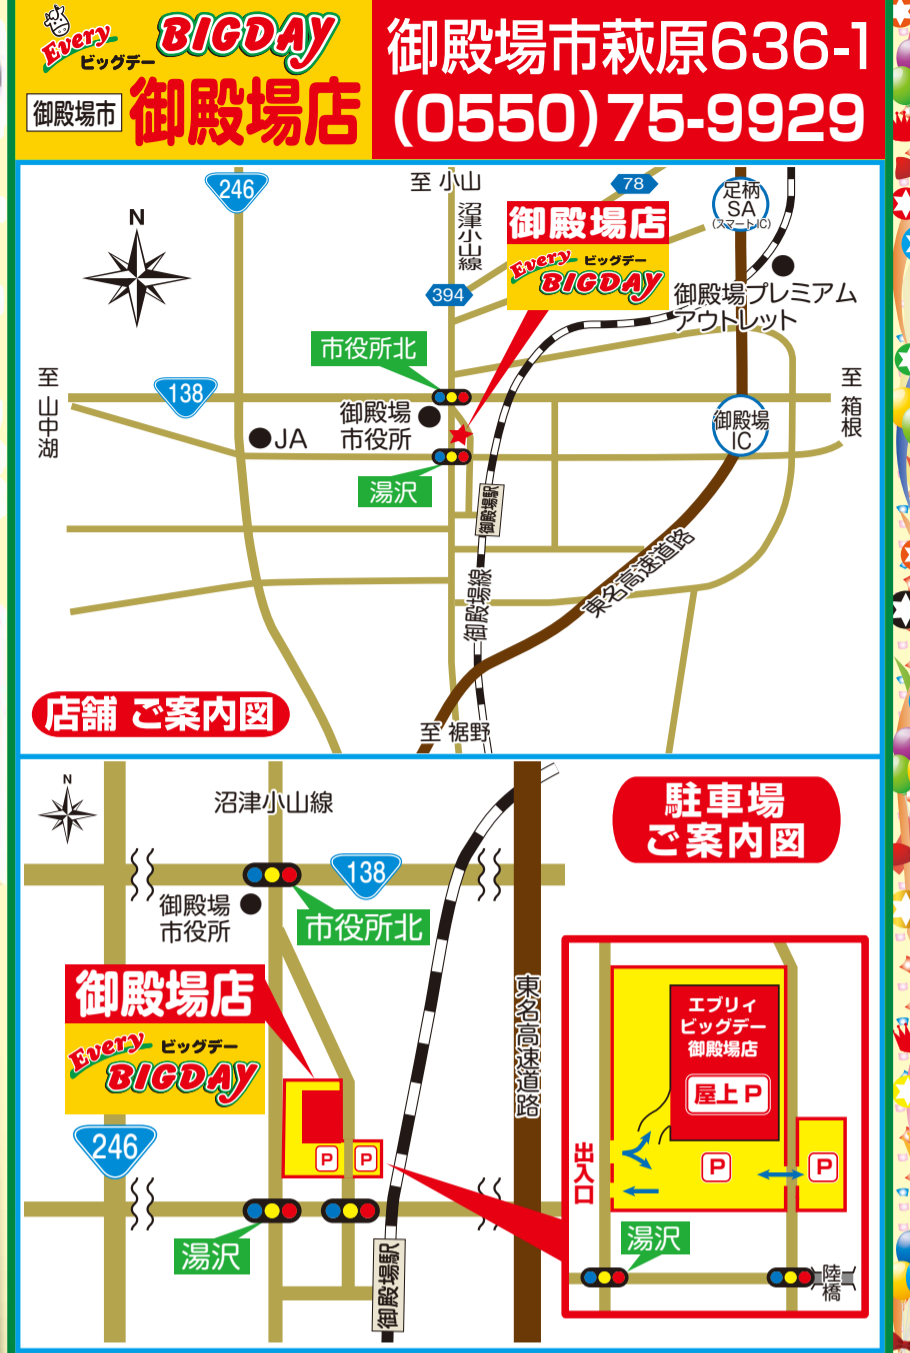 Every
ビッグデー
BIGDAY
御殿場市
御殿場店
御殿場市萩原636-1
(0550)75-9929
246
至 小山
沼津小山線
78
足柄
SA
(スマートIC)
N
御殿場店
Every
ビッグデー
BIGDAY
394
御殿場プレミアム
アウトレット
市役所北
至 山中湖
138
御殿場
市役所
至 箱根
御殿場
IC
JA
湯沢
御殿場駅
東名高速道路
御殿場線
店舗 ご案内図
至 裾野
N
沼津小山線
駐車場
ご案内図
138
御殿場
市役所
市役所北
御殿場店
Every
ビッグデー
BIGDAY
東名高速道路
エブリィ
ビッグデー
御殿場店
屋上 P
246
P
P
出入口
P
P
湯沢
湯沢
御殿場駅
陸橋